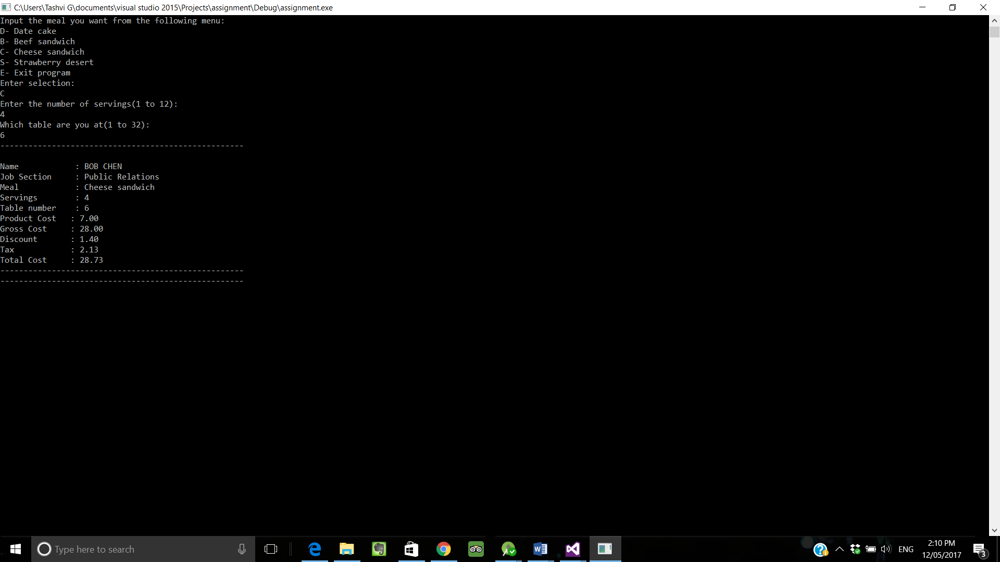 C:\Users\Tashvi G\documents\visual studio 2015\Projects\assignment\Debug\assignment.exe
Input the meal you want from the following menu:
D- Date cake
B- Beef sandwich
C- Cheese sandwich
S- Strawberry desert
E- Exit program
Enter selection:
C
Enter the number of servings(1 to 12):
4
Which table are you at(1 to 32):
6
----------------------------------------------------
Name            : BOB CHEN
Job Section     : Public Relations
Meal            : Cheese sandwich
Servings        : 4
Table number    : 6
Product Cost   : 7.00
Gross Cost     : 28.00
Discount       : 1.40
Tax            : 2.13
Total Cost     : 28.73
----------------------------------------------------
----------------------------------------------------
Type here to search
ENG
2:10 PM
12/05/2017
3